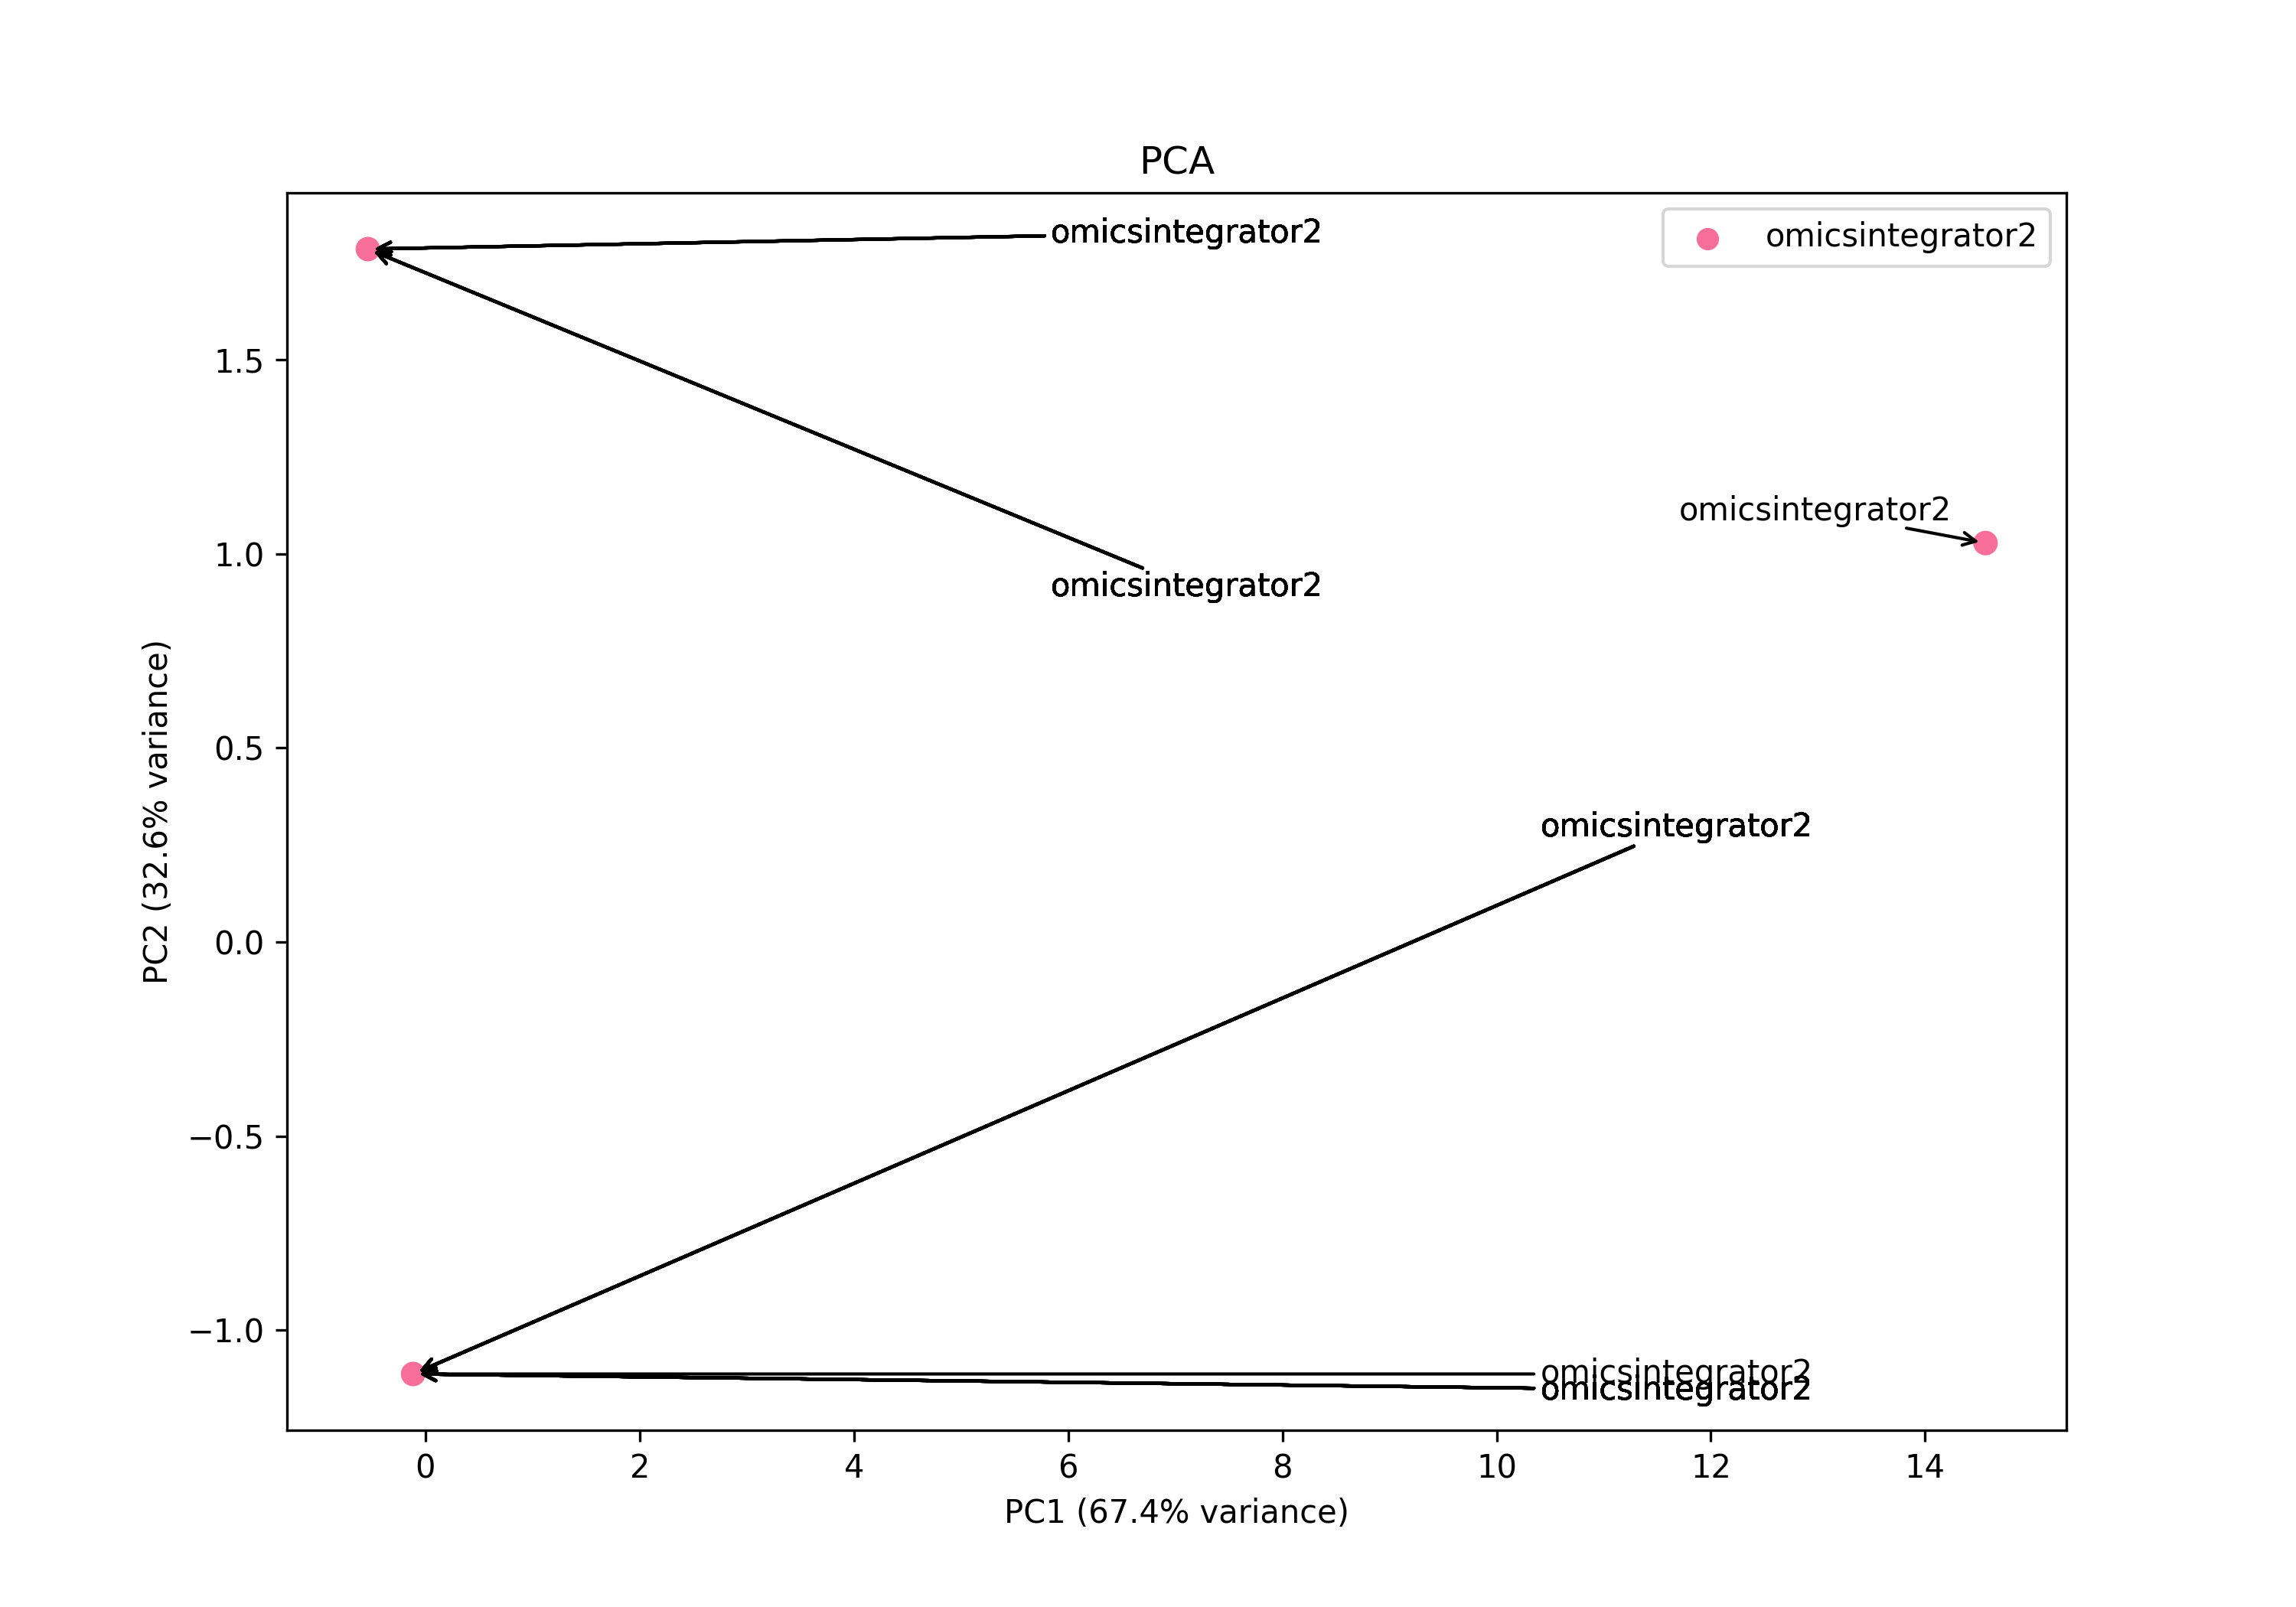 PCA
omicsintegrator2
omicsintegrator2
omicsintegrator2
omicsintegrator2
omicsintegrator2
omicsintegrator2
omicsintegrator2
1.5
1.0
0.5
0.0
−0.5
−1.0
PC2 (32.6% variance)
0 2 4 6 8 10 12 14
PC1 (67.4% variance)